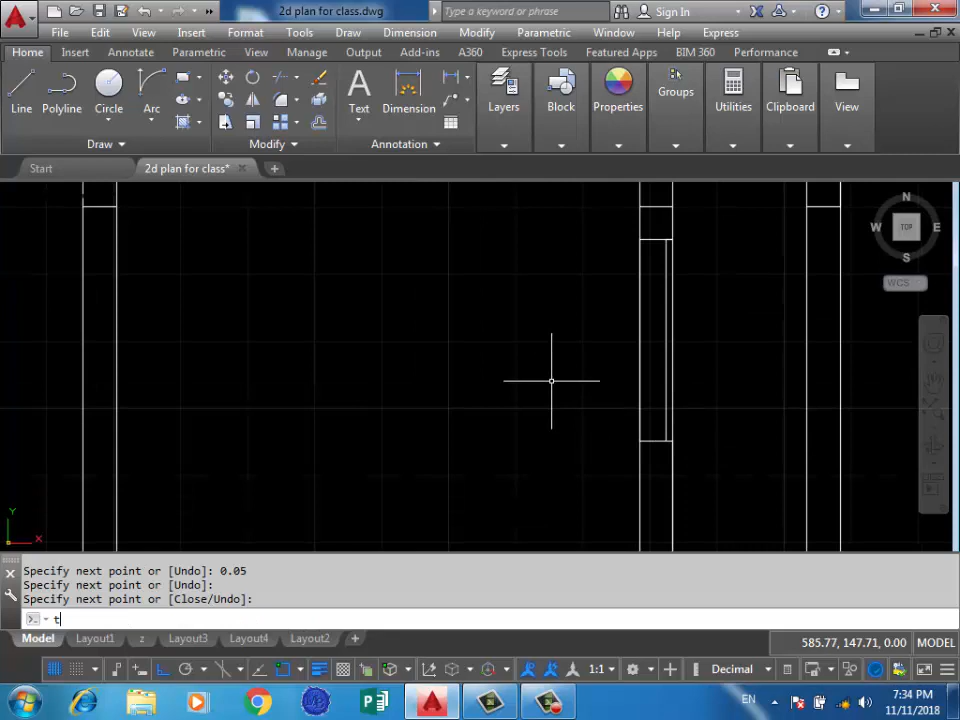 2d plan for class.dwg
Type a keyword or phrase
Sign In
File Edit View Insert Format Tools Draw Dimension Modify Parametric Window Help Express
Home Insert Annotate Parametric View Manage Output Add-ins A360 Express Tools Featured Apps BIM 360 Performance
Line Polyline Circle Arc Text Dimension Layers Block Properties Groups Utilities Clipboard View
Draw Modify Annotation
Start 2d plan for class*
N
W TOP E
S
WCS
Y
X
Specify next point or [Undo]: 0.05
Specify next point or [Undo]:
Specify next point or [Close/Undo]:
t
Model Layout1 z Layout3 Layout4 Layout2 + 585.77, 147.71, 0.00 MODEL
1:1 Decimal
EN 7:34 PM
11/11/2018